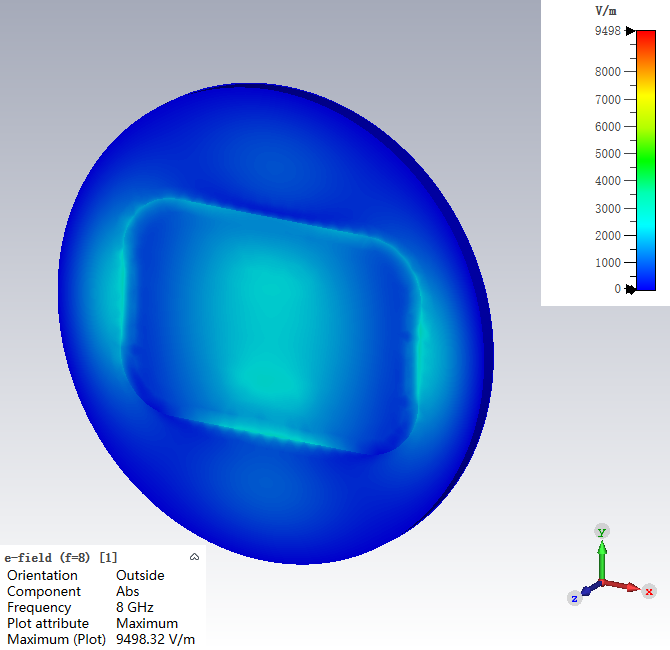 V/m
9498
8000
7000
6000
5000
4000
3000
2000
1000
0
e-field (f=8) [1]
Orientation Outside
Component Abs
Frequency 8 GHz
Plot attribute Maximum
Maximum (Plot) 9498.32 V/m
y
x
z